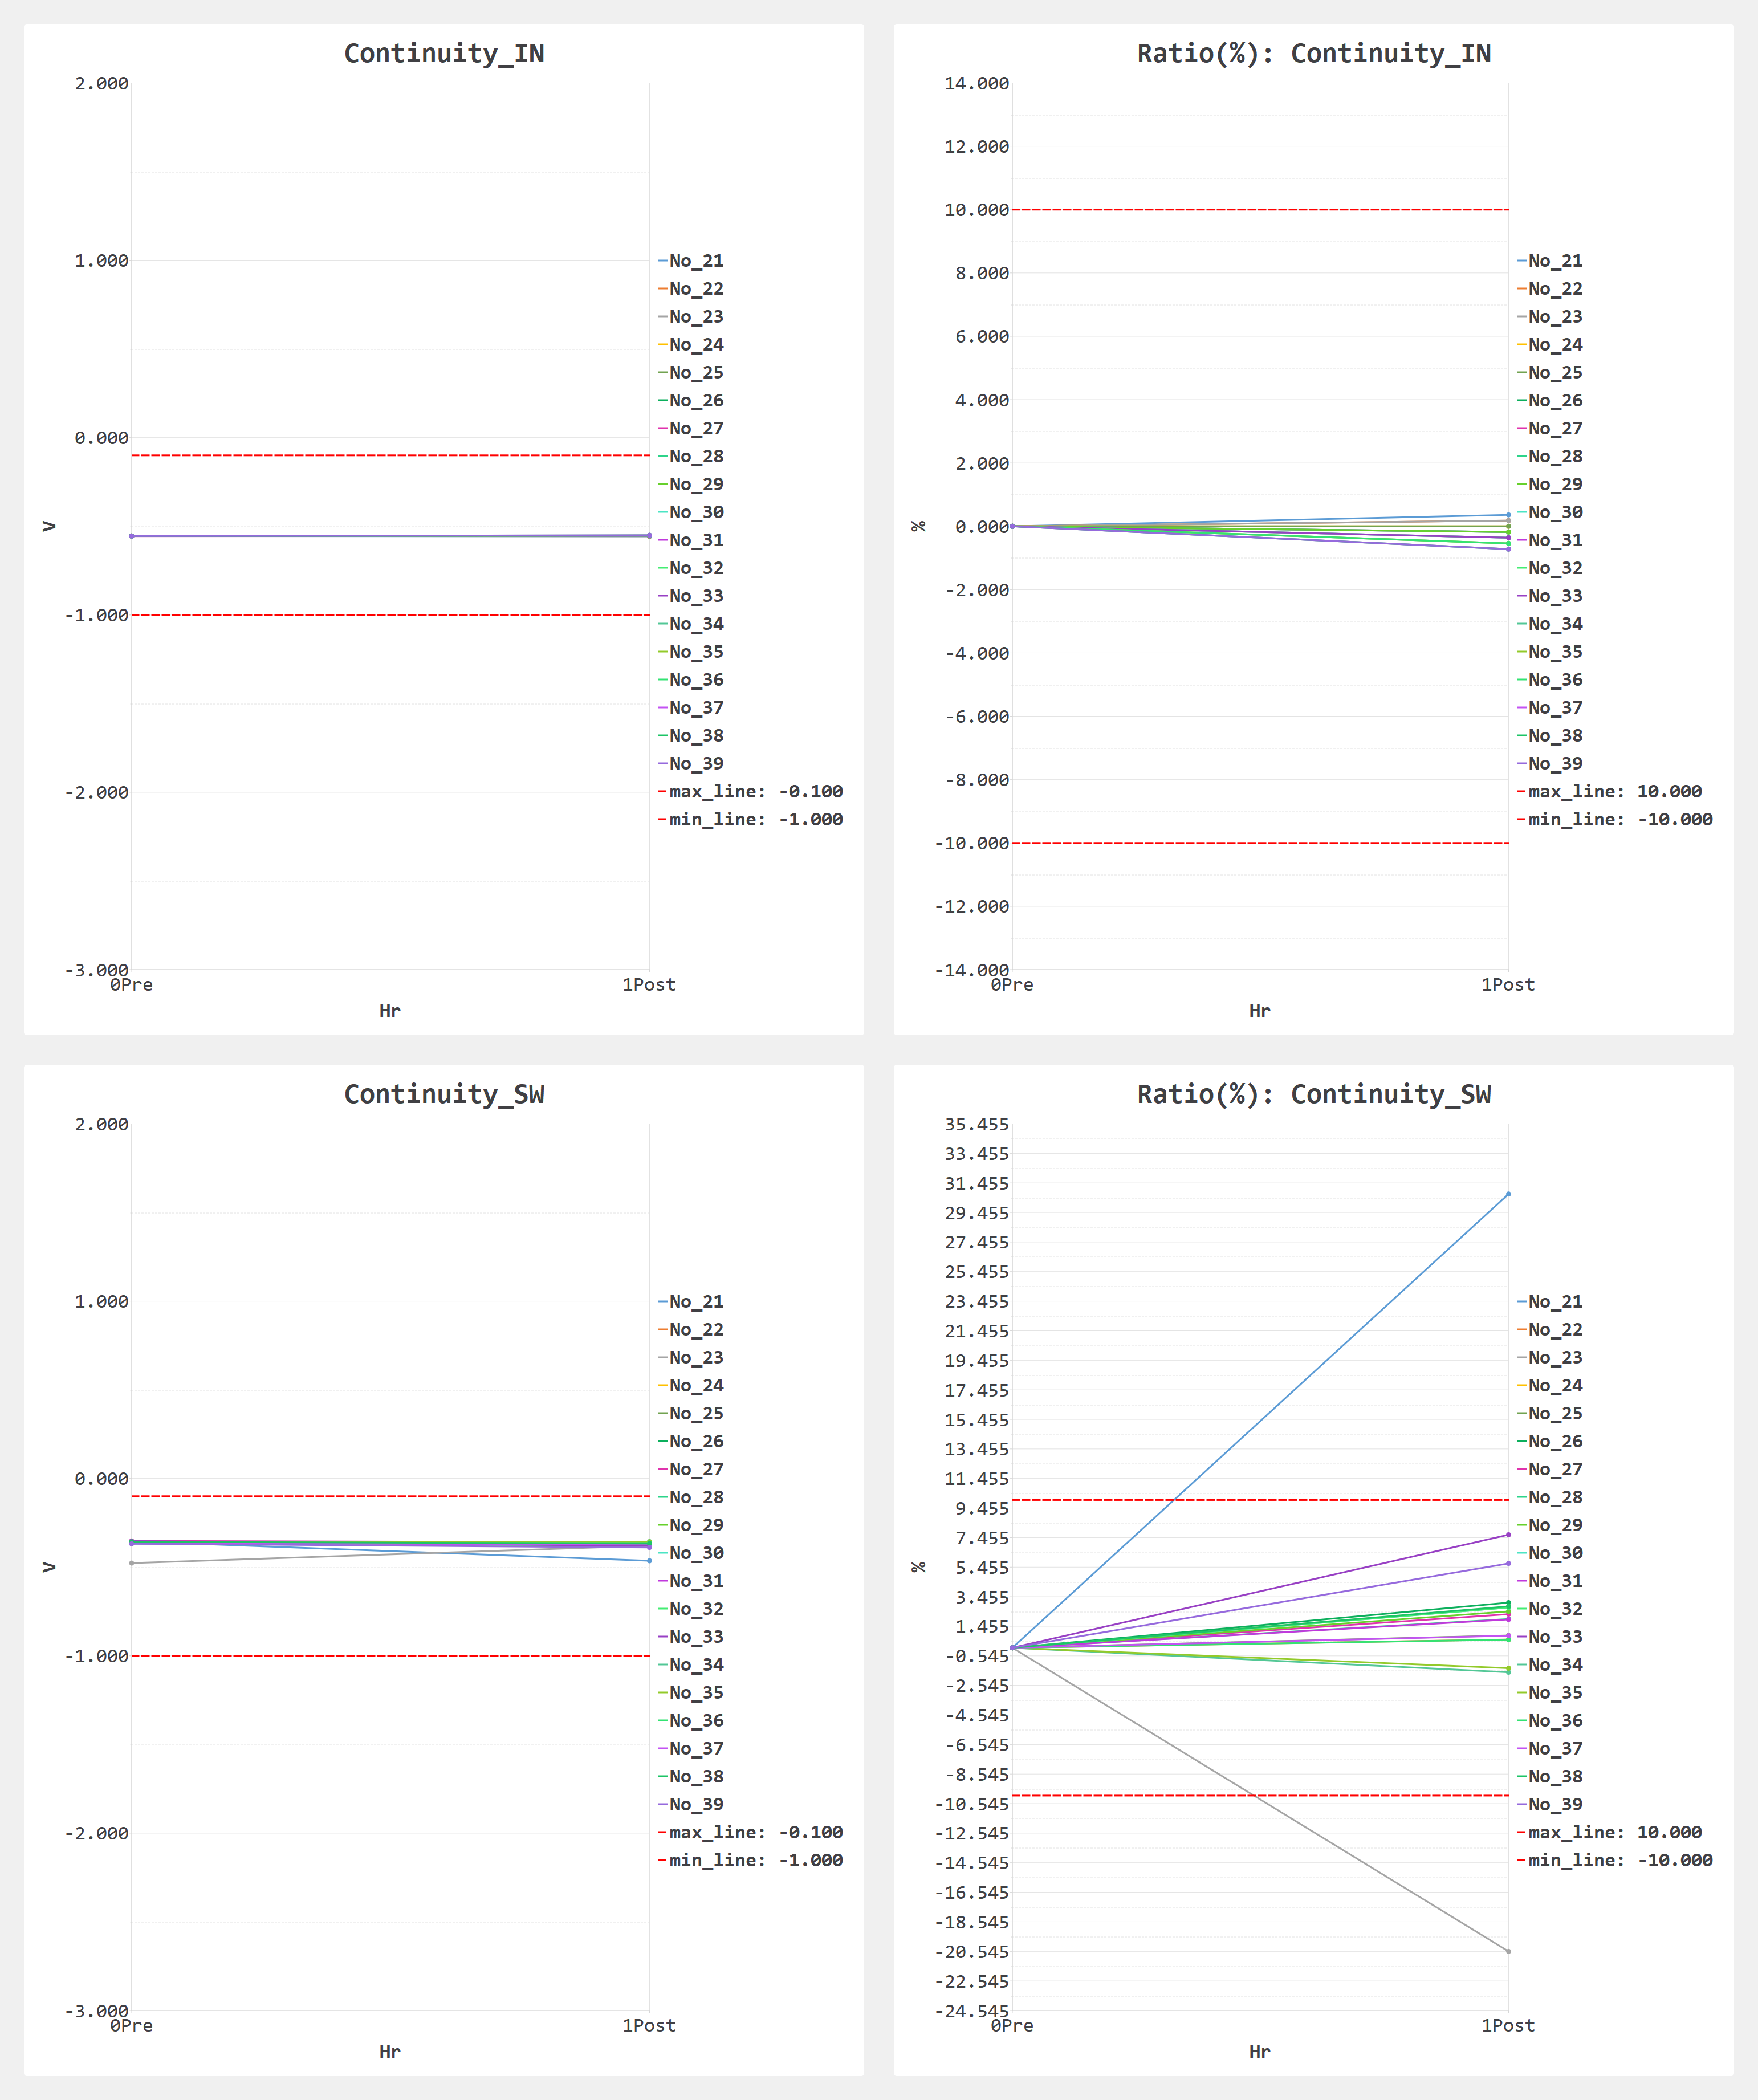 Continuity_IN
2.000
1.000
0.000
-1.000
-2.000
-3.000
V
0Pre
1Post
Hr
No_21
No_22
No_23
No_24
No_25
No_26
No_27
No_28
No_29
No_30
No_31
No_32
No_33
No_34
No_35
No_36
No_37
No_38
No_39
max_line: -0.100
min_line: -1.000
Ratio(%): Continuity_IN
14.000
12.000
10.000
8.000
6.000
4.000
2.000
0.000
-2.000
-4.000
-6.000
-8.000
-10.000
-12.000
-14.000
%
0Pre
1Post
Hr
No_21
No_22
No_23
No_24
No_25
No_26
No_27
No_28
No_29
No_30
No_31
No_32
No_33
No_34
No_35
No_36
No_37
No_38
No_39
max_line: 10.000
min_line: -10.000
Continuity_SW
2.000
1.000
0.000
-1.000
-2.000
-3.000
V
0Pre
1Post
Hr
No_21
No_22
No_23
No_24
No_25
No_26
No_27
No_28
No_29
No_30
No_31
No_32
No_33
No_34
No_35
No_36
No_37
No_38
No_39
max_line: -0.100
min_line: -1.000
Ratio(%): Continuity_SW
35.455
33.455
31.455
29.455
27.455
25.455
23.455
21.455
19.455
17.455
15.455
13.455
11.455
9.455
7.455
5.455
3.455
1.455
-0.545
-2.545
-4.545
-6.545
-8.545
-10.545
-12.545
-14.545
-16.545
-18.545
-20.545
-22.545
-24.545
%
0Pre
1Post
Hr
No_21
No_22
No_23
No_24
No_25
No_26
No_27
No_28
No_29
No_30
No_31
No_32
No_33
No_34
No_35
No_36
No_37
No_38
No_39
max_line: 10.000
min_line: -10.000